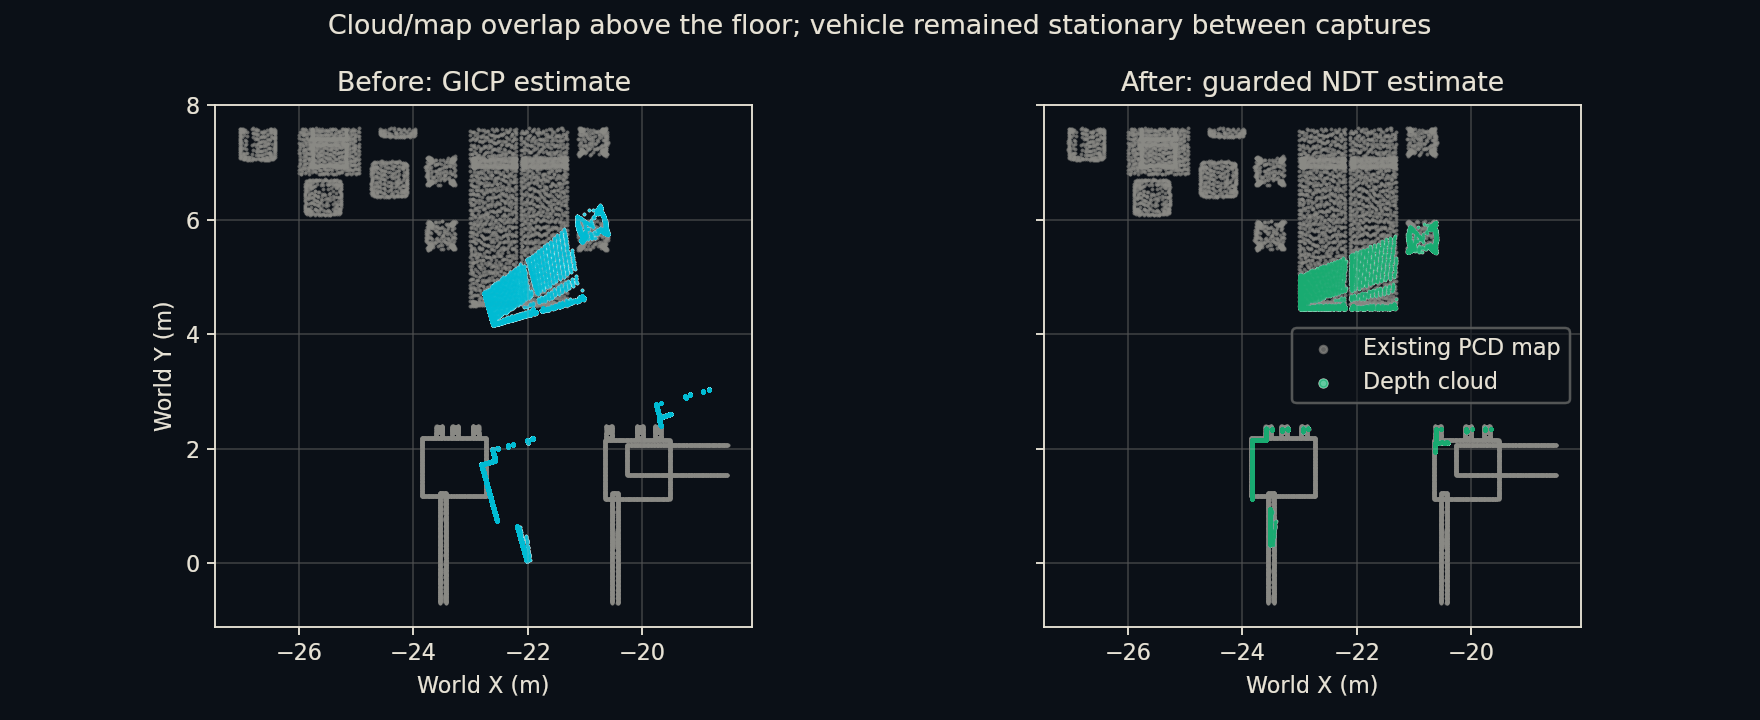 Cloud/map overlap above the floor; vehicle remained stationary between captures
Before: GICP estimate
8
6
4
2
0
World Y (m)
−26
−24
−22
−20
World X (m)
After: guarded NDT estimate
Existing PCD map
Depth cloud
−26
−24
−22
−20
World X (m)